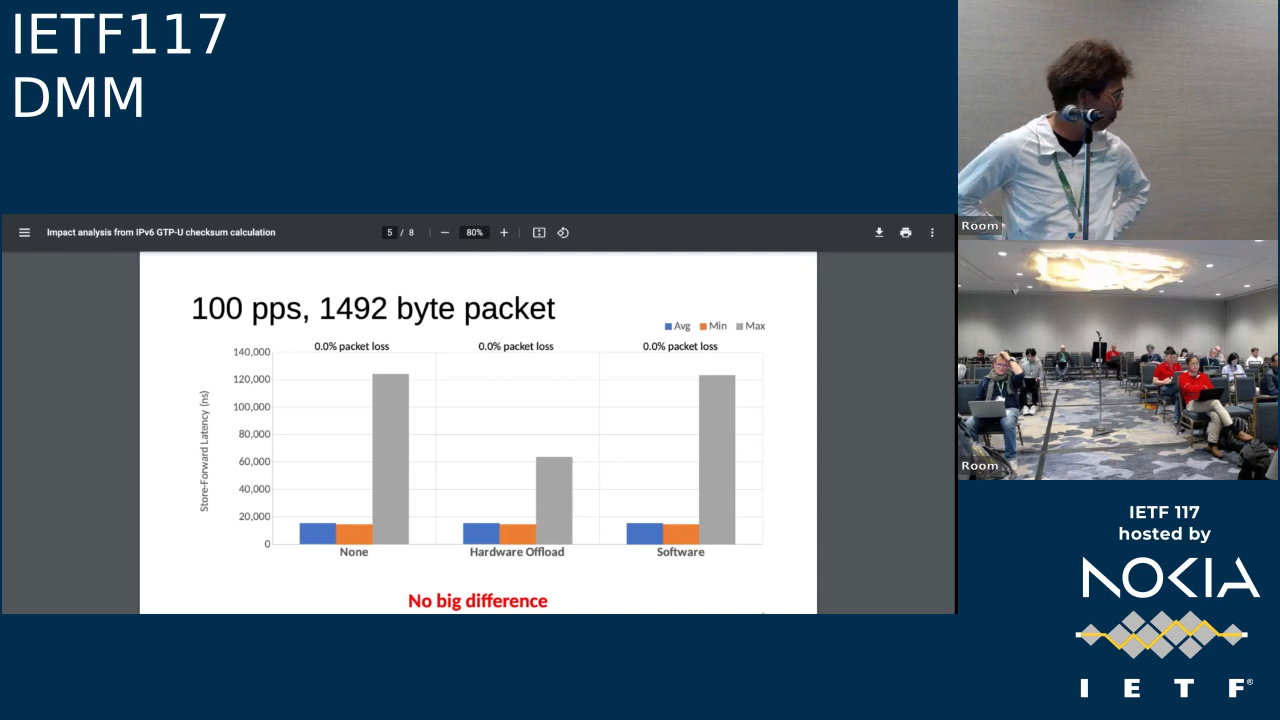 IETF117
DMM
Impact analysis from IPv6 GTP-U checksum calculation
5 / 8
80%
100 pps, 1492 byte packet
Avg Min Max
0.0% packet loss 0.0% packet loss 0.0% packet loss
Store-Forward Latency (ns)
140,000
120,000
100,000
80,000
60,000
40,000
20,000
0
None Hardware Offload Software
No big difference
Room
Room
IETF 117
hosted by
NOKIA
I E T F®